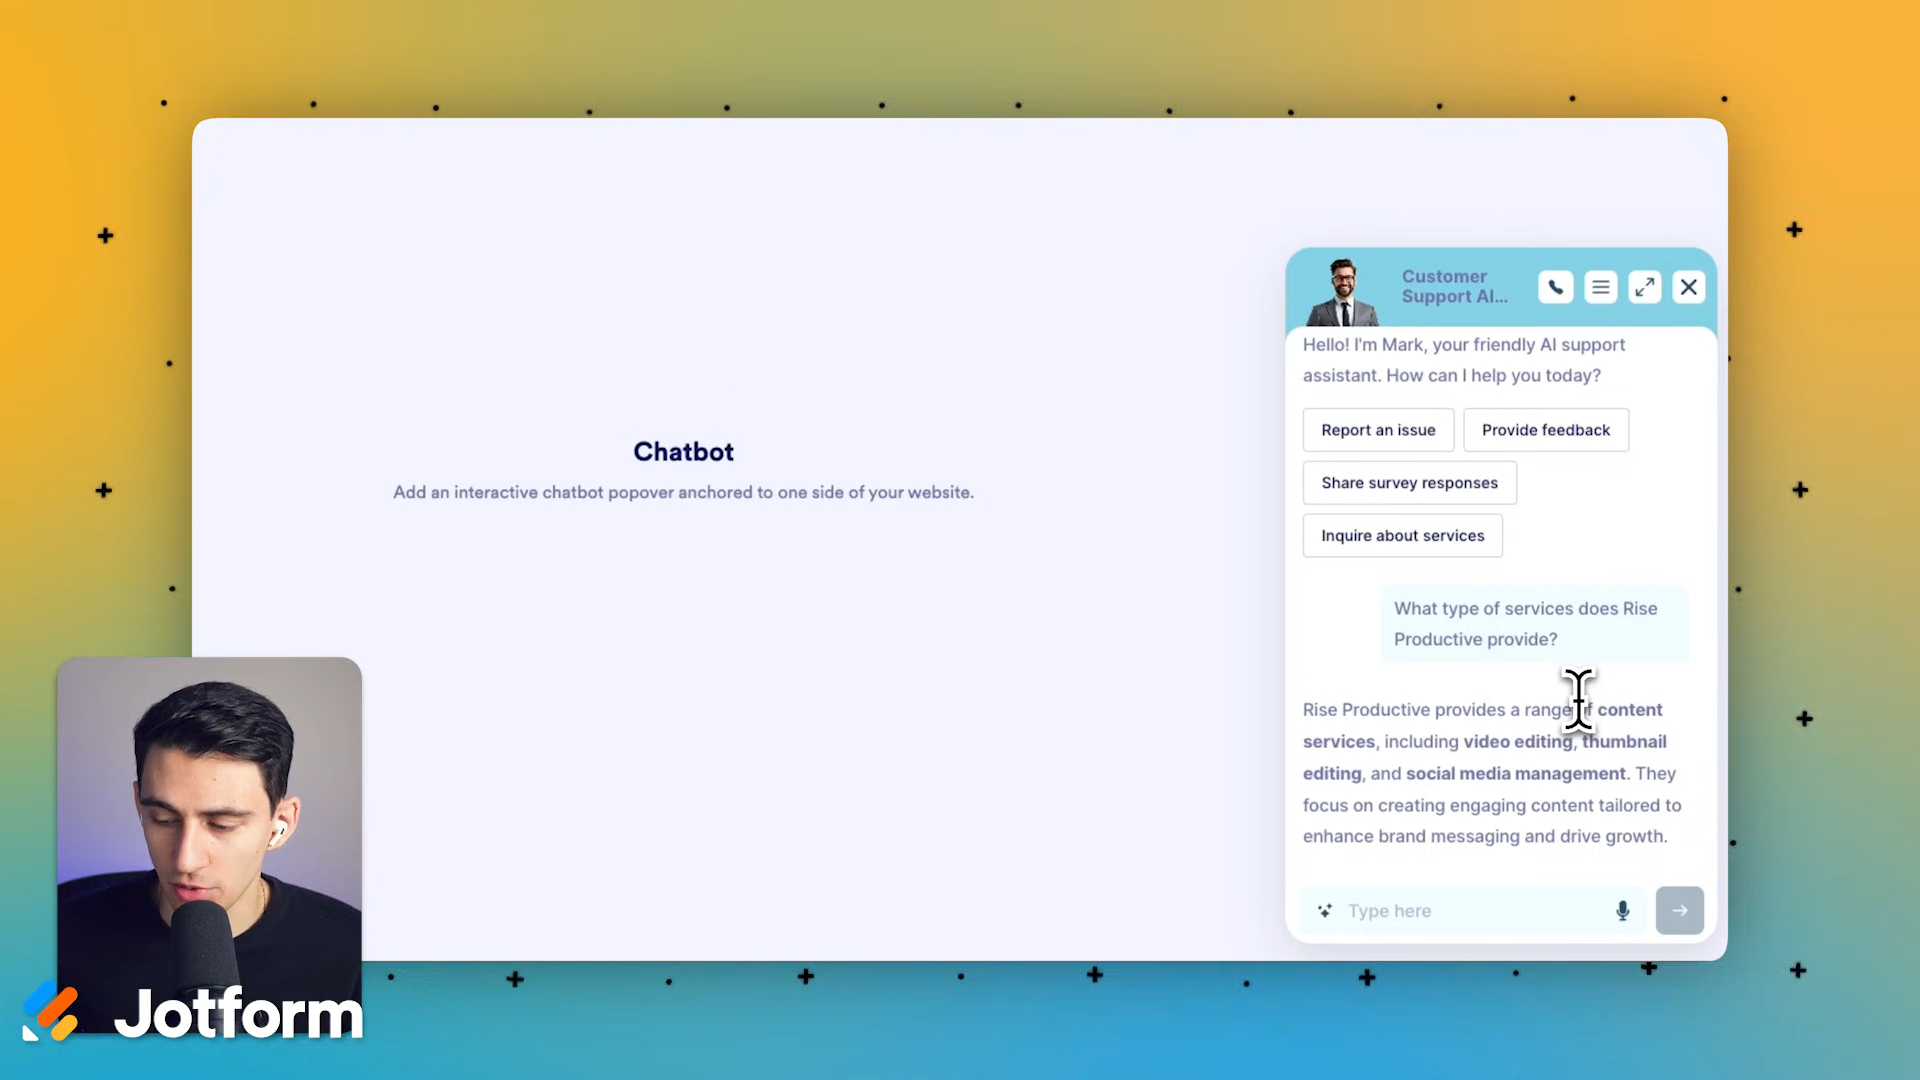 Chatbot
Add an interactive chatbot popover anchored to one side of your website.
Customer
Support AI...
Hello! I'm Mark, your friendly AI support
assistant. How can I help you today?
Report an issue
Provide feedback
Share survey responses
Inquire about services
What type of services does Rise
Productive provide?
Rise Productive provides a range of content
services, including video editing, thumbnail
editing, and social media management. They
focus on creating engaging content tailored to
enhance brand messaging and drive growth.
Type here
Jotform